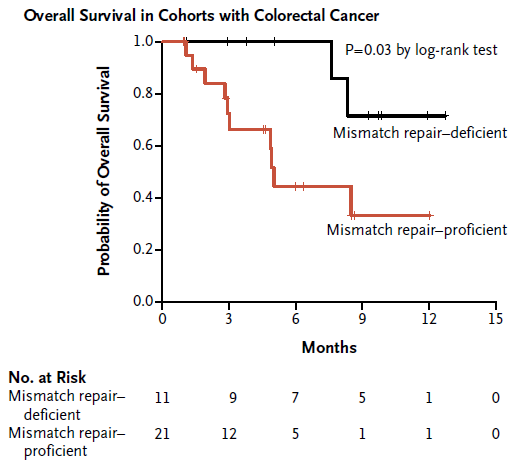 Overall Survival in Cohorts with Colorectal Cancer
1.0
P=0.03 by log-rank test
0.8
Mismatch repair–deficient
0.6
0.4
Mismatch repair–proficient
0.2
0.0
Probability of Overall Survival
0 3 6 9 12 15
Months
No. at Risk
Mismatch repair– 11 9 7 5 1 0
deficient
Mismatch repair– 21 12 5 1 1 0
proficient